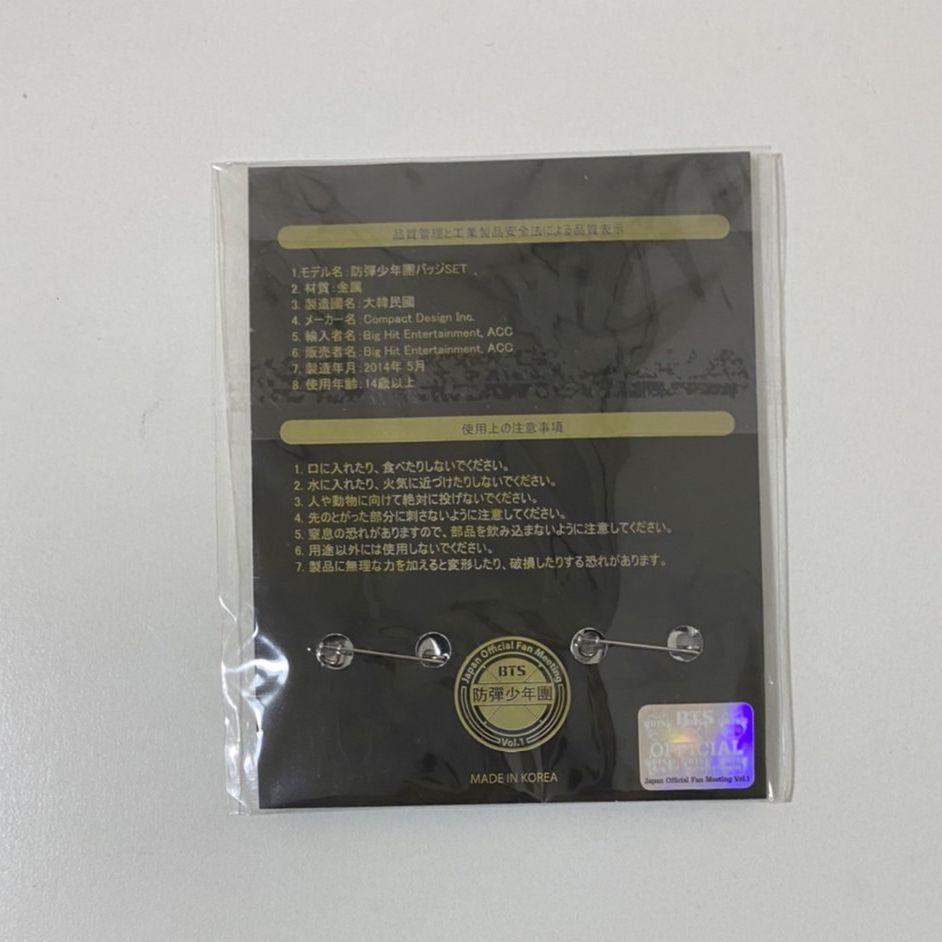 品質管理と工業製品安全法による品質表示
1.モデル名:防彈少年團バッジSET
2. 材質:金属
3. 製造國名:大韓民國
4. メーカー名:Compact Design Inc.
5. 輸入者名:Big Hit Entertainment, ACC
6. 販売者名:Big Hit Entertainment, ACC
7. 製造年月:2014年 5月
8. 使用年齢:14歳以上
使用上の注意事項
1. 口に入れたり、食べたりしないでください。
2. 水に入れたり、火気に近づけたりしないでください。
3. 人や動物に向けて絶対に投げないでください。
4. 先のとがった部分に刺さないように注意してください。
5. 窒息の恐れがありますので、部品を飲み込まないように注意してください。
6. 用途以外には使用しないでください。
7. 製品に無理な力を加えると変形したり、破損したりする恐れがあります。
Japan Official Fan Meeting
BTS
防彈少年團
Vol.1
MADE IN KOREA
BTS
OFFICIAL
Japan Official Fan Meeting Vol.1